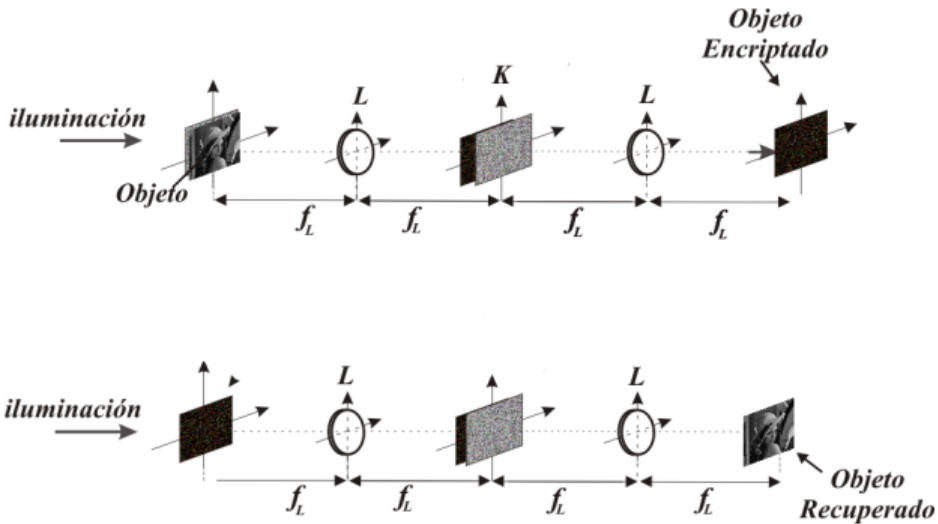 Objeto
Encriptado
K
L
L
iluminación
Objeto
f_L
f_L
f_L
f_L
L
L
iluminación
Objeto
Recuperado
f_L
f_L
f_L
f_L